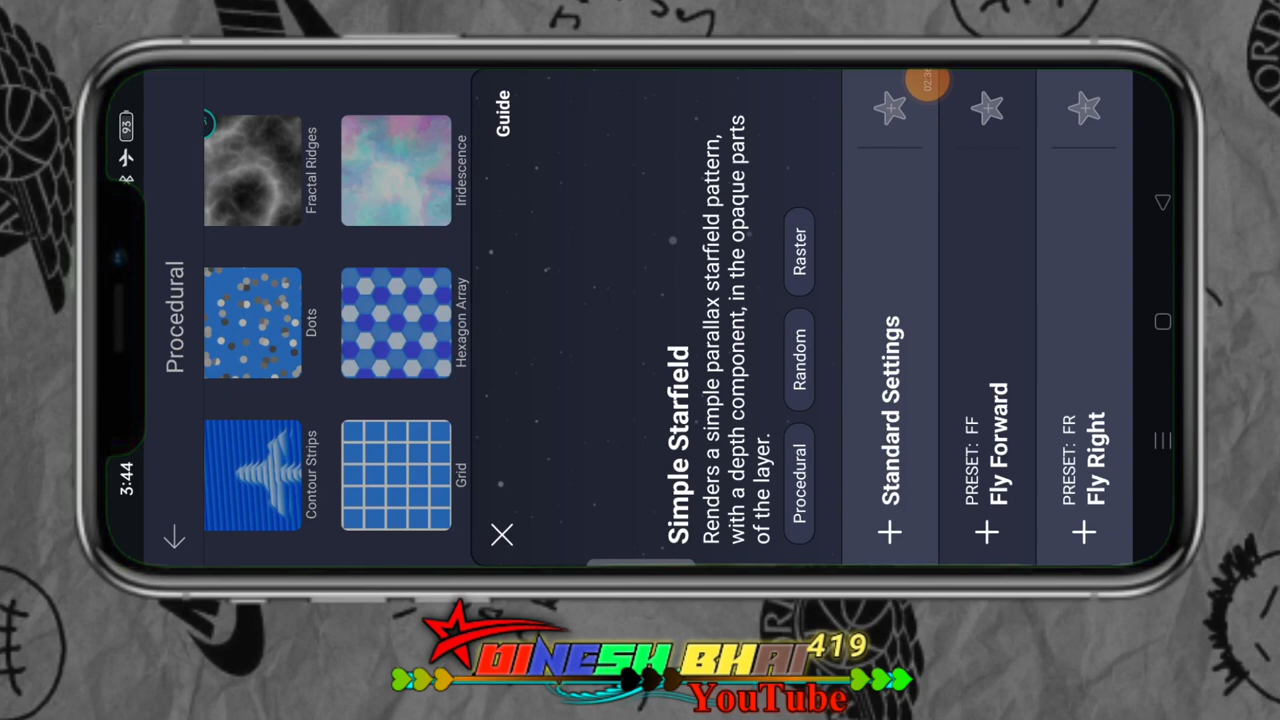 3:44
93
Procedural
Contour Strips
Dots
Fractal Ridges
Grid
Hexagon Array
Iridescence
Guide
Simple Starfield
Renders a simple parallax starfield pattern,
with a depth component, in the opaque parts
of the layer.
Procedural
Random
Raster
Standard Settings
PRESET: FF
Fly Forward
PRESET: FR
Fly Right
DINESH BHAI 419
YouTube